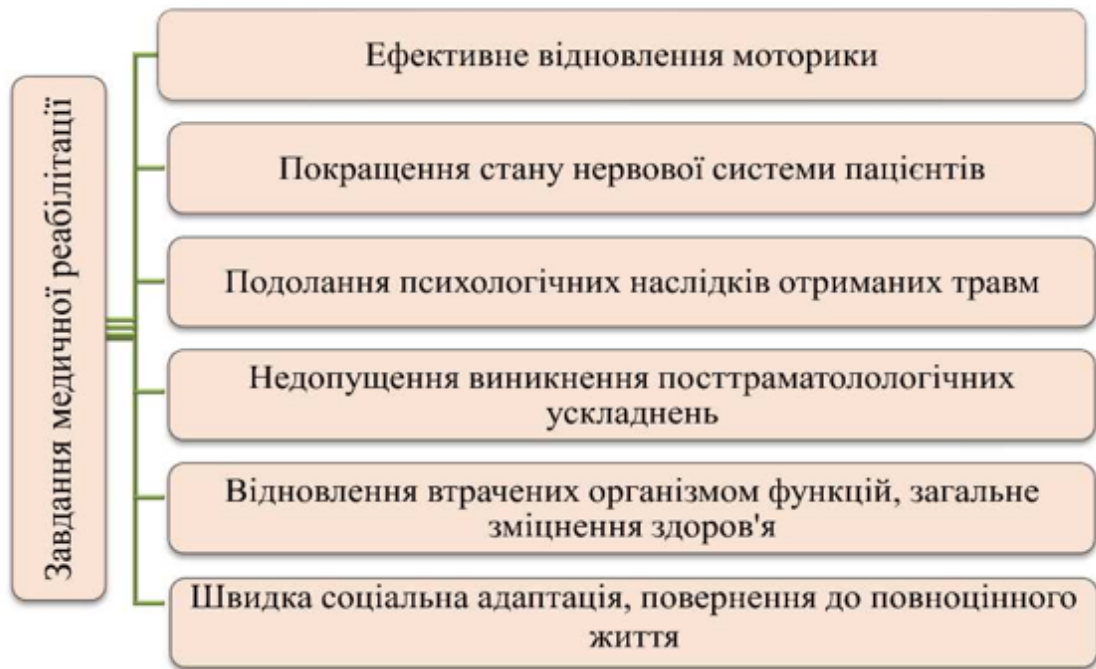 Завдання медичної реабілітації
Ефективне відновлення моторики
Покращення стану нервової системи пацієнтів
Подолання психологічних наслідків отриманих травм
Недопущення виникнення посттраматолологічних
ускладнень
Відновлення втрачених організмом функцій, загальне
зміцнення здоров'я
Швидка соціальна адаптація, повернення до повноцінного
життя